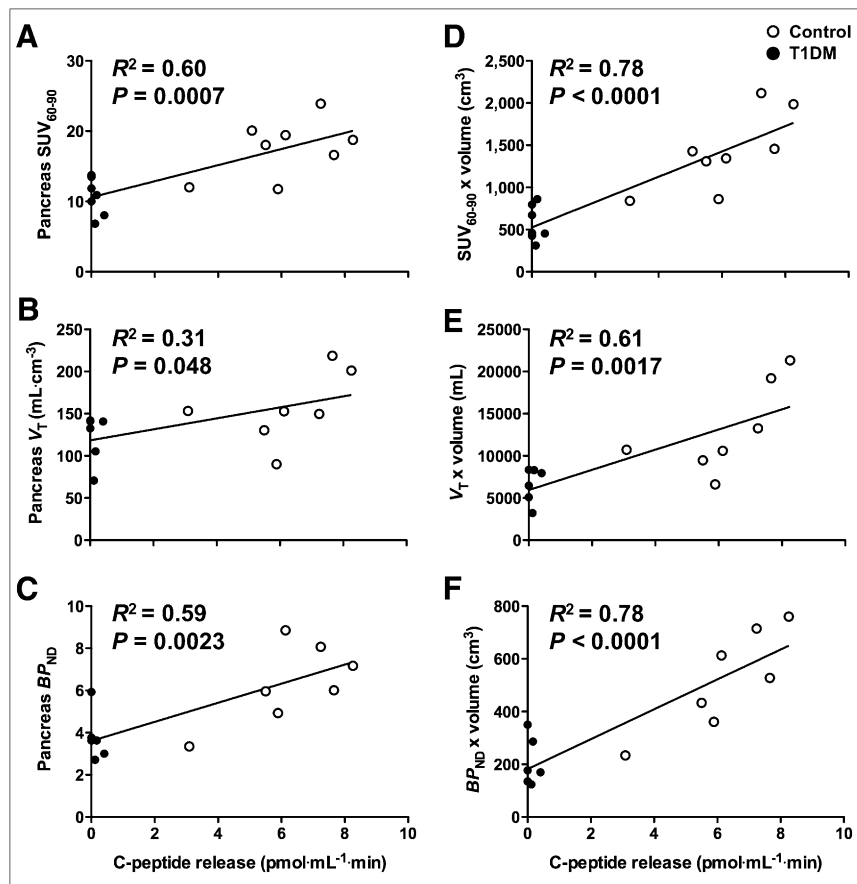 A
R² = 0.60
P = 0.0007
Pancreas SUV₆₀₋₉₀
30
20
10
0
D
Control
T1DM
R² = 0.78
P < 0.0001
SUV₆₀₋₉₀ x volume (cm³)
2,500
2,000
1,500
1,000
500
0
B
R² = 0.31
P = 0.048
Pancreas V_T (mL·cm⁻³)
250
200
150
100
50
0
E
R² = 0.61
P = 0.0017
V_T x volume (mL)
25000
20000
15000
10000
5000
0
C
R² = 0.59
P = 0.0023
Pancreas BP_ND
10
8
6
4
2
0
0 2 4 6 8 10
C-peptide release (pmol·mL⁻¹·min)
F
R² = 0.78
P < 0.0001
BP_ND x volume (cm³)
800
600
400
200
0
0 2 4 6 8 10
C-peptide release (pmol·mL⁻¹·min)